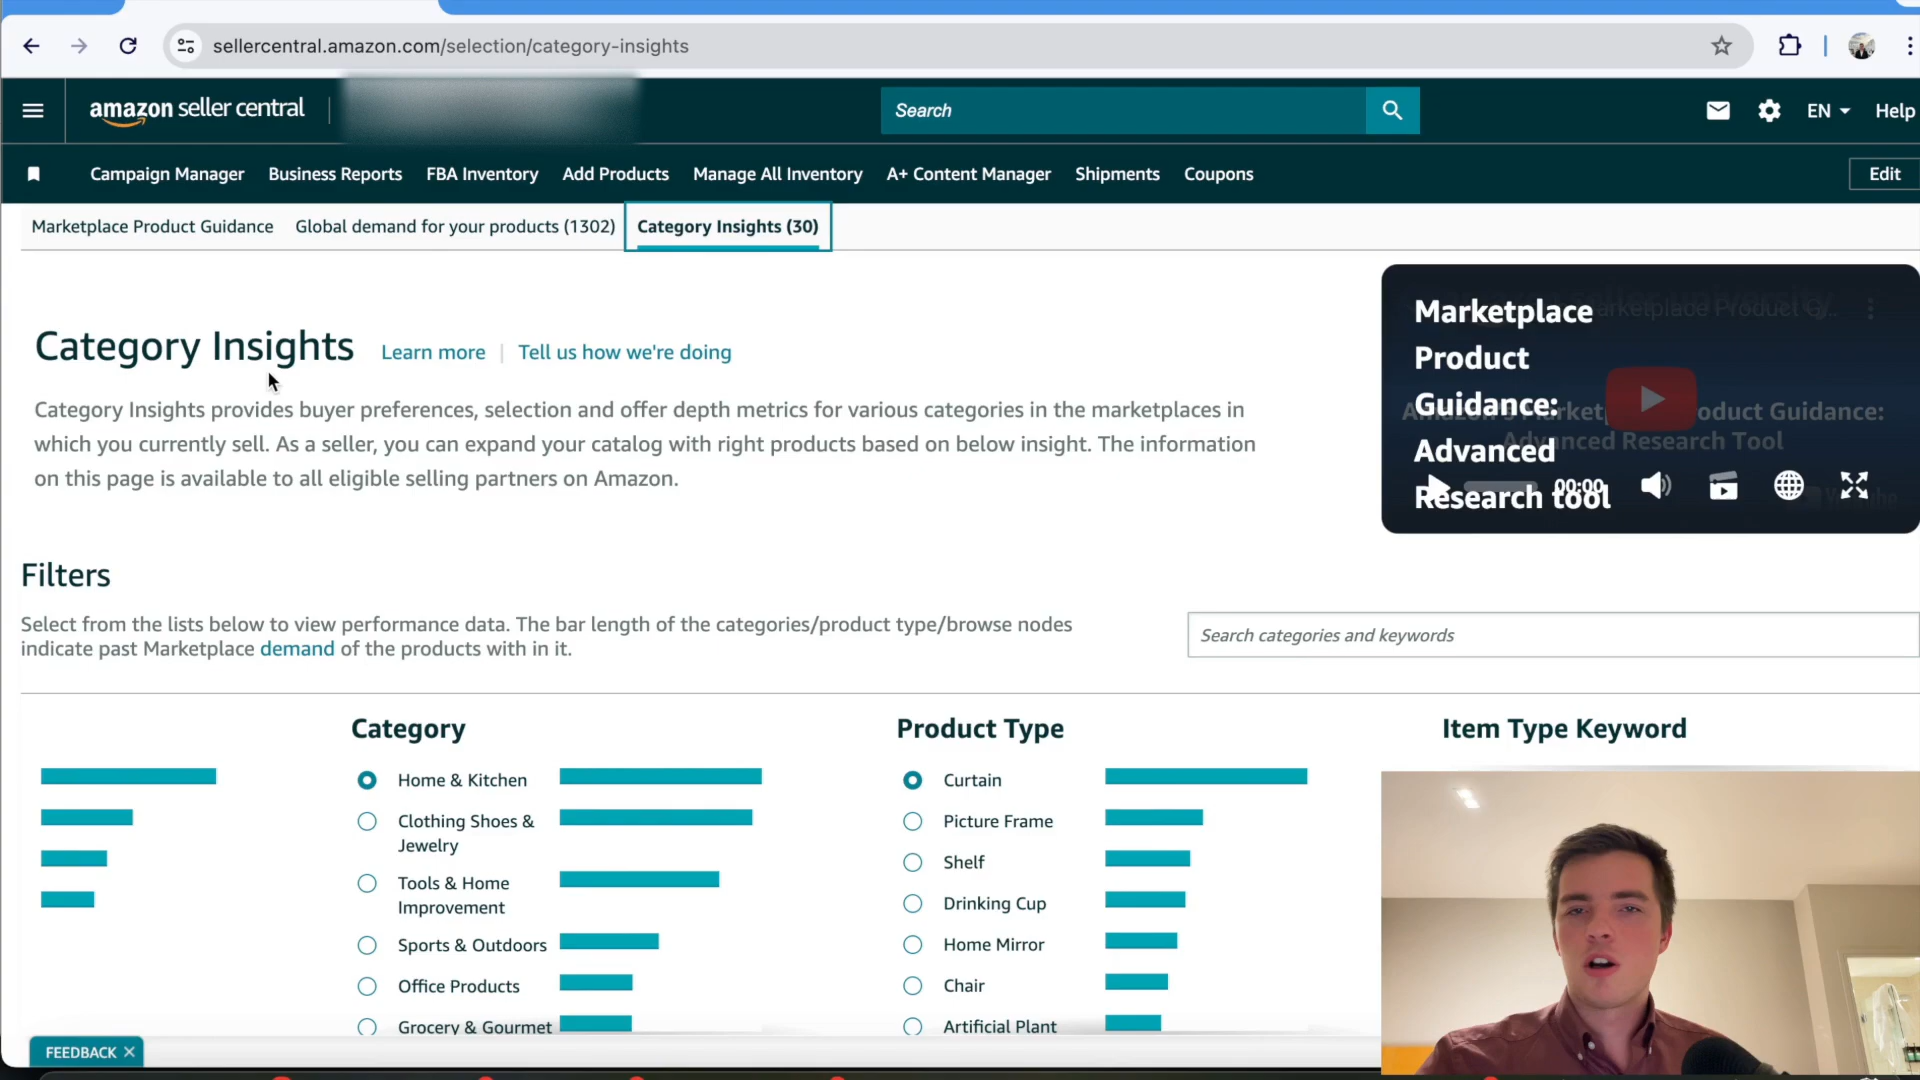 sellercentral.amazon.com/selection/category-insights
amazon seller central
Search
EN
Help
Campaign Manager
Business Reports
FBA Inventory
Add Products
Manage All Inventory
A+ Content Manager
Shipments
Coupons
Edit
Marketplace Product Guidance
Global demand for your products (1302)
Category Insights (30)
Category Insights
Learn more
Tell us how we're doing
Category Insights provides buyer preferences, selection and offer depth metrics for various categories in the marketplaces in
which you currently sell. As a seller, you can expand your catalog with right products based on below insight. The information
on this page is available to all eligible selling partners on Amazon.
Marketplace
Product
Guidance:
Advanced
Research tool
00:00
Advanced Research Tool
Filters
Select from the lists below to view performance data. The bar length of the categories/product type/browse nodes
indicate past Marketplace demand of the products with in it.
Search categories and keywords
Category
Home & Kitchen
Clothing Shoes &
Jewelry
Tools & Home
Improvement
Sports & Outdoors
Office Products
Grocery & Gourmet
Product Type
Curtain
Picture Frame
Shelf
Drinking Cup
Home Mirror
Chair
Artificial Plant
Item Type Keyword
FEEDBACK